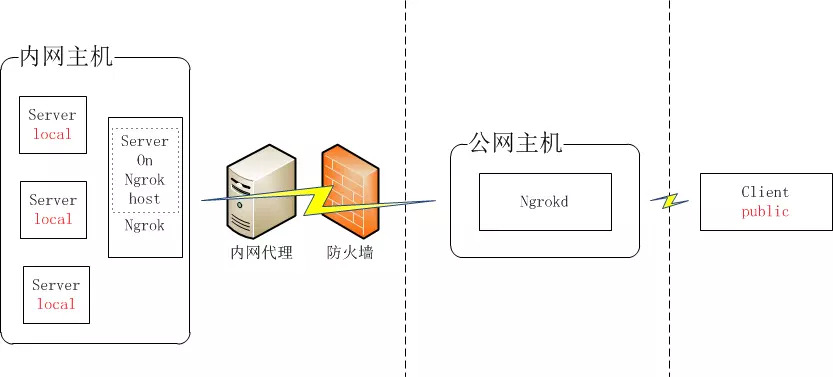 内网主机
Server
local
Server
local
Server
local
Server
On
Ngrok
host
Ngrok
内网代理
防火墙
公网主机
Ngrokd
Client
public